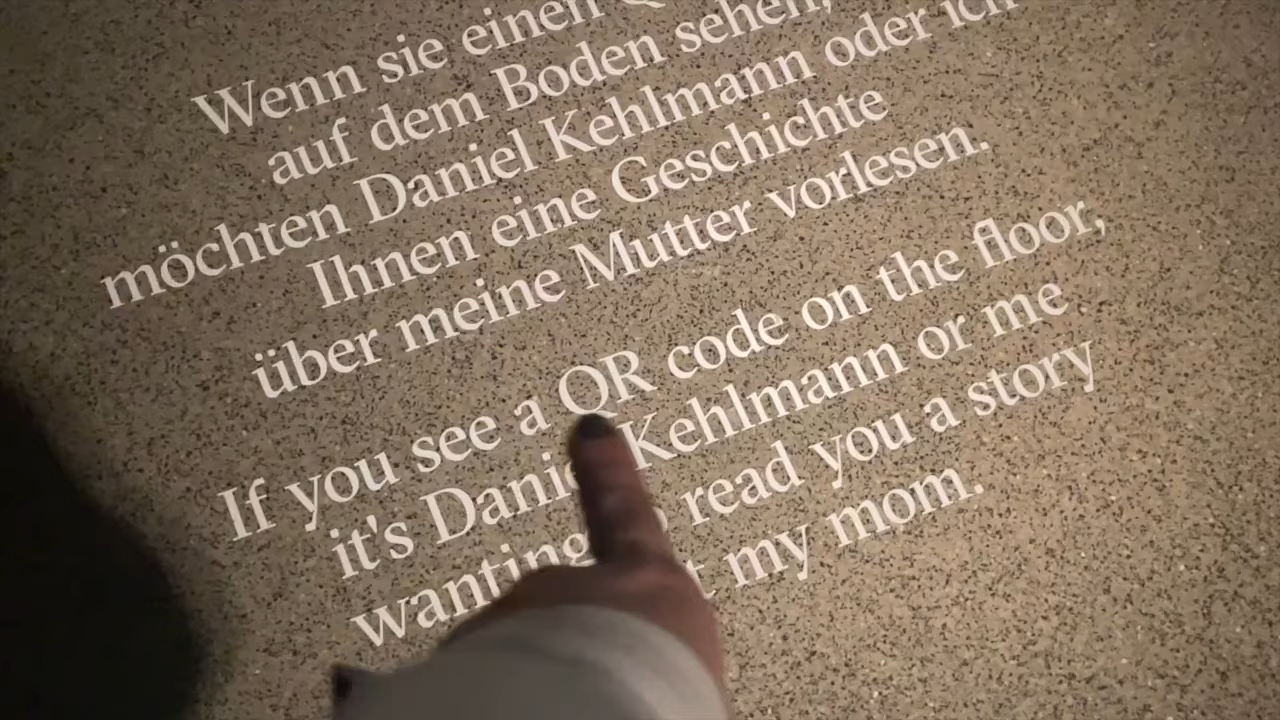 Wenn sie einen
auf dem Boden sehen,
möchten Daniel Kehlmann oder ich
Ihnen eine Geschichte
über meine Mutter vorlesen.
If you see a QR code on the floor,
it's Daniel Kehlmann or me
wanting read you a story
my mom.